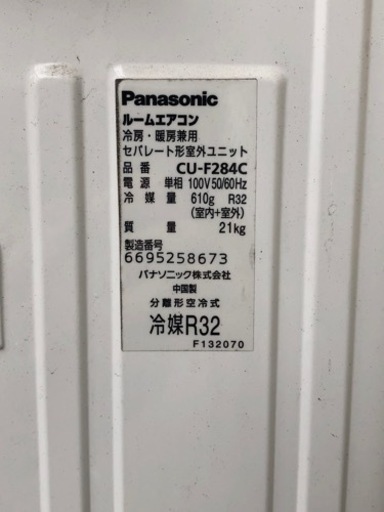 Panasonic
ルームエアコン
冷房・暖房兼用
セパレート形室外ユニット
品番 CU-F284C
電源 単相 100V 50/60Hz
冷媒量 610g R32
(室内+室外)
質量 21kg
製造番号
6695258673
パナソニック株式会社
中国製
分離形空冷式
冷媒R32
F132070